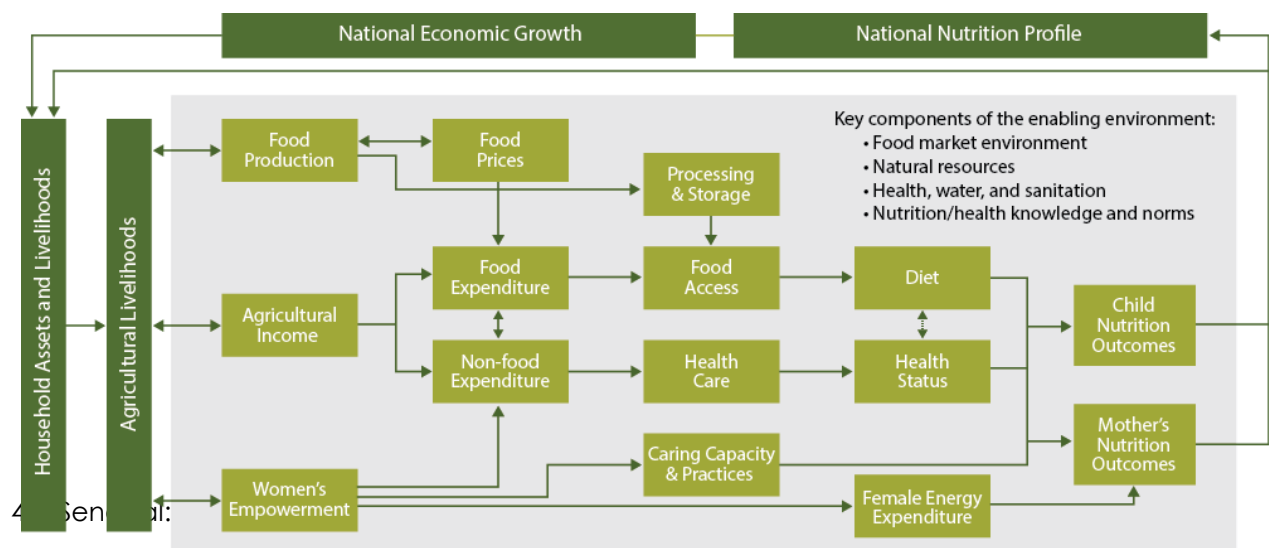 National Economic Growth
National Nutrition Profile
Household Assets and Livelihoods
Agricultural Livelihoods
Food
Production
Food
Prices
Processing
& Storage
Key components of the enabling environment:
• Food market environment
• Natural resources
• Health, water, and sanitation
• Nutrition/health knowledge and norms
Food
Expenditure
Food
Access
Diet
Agricultural
Income
Child
Nutrition
Outcomes
Non-food
Expenditure
Health
Care
Health
Status
Mother's
Nutrition
Outcomes
Caring Capacity
& Practices
Women's
Empowerment
Female Energy
Expenditure